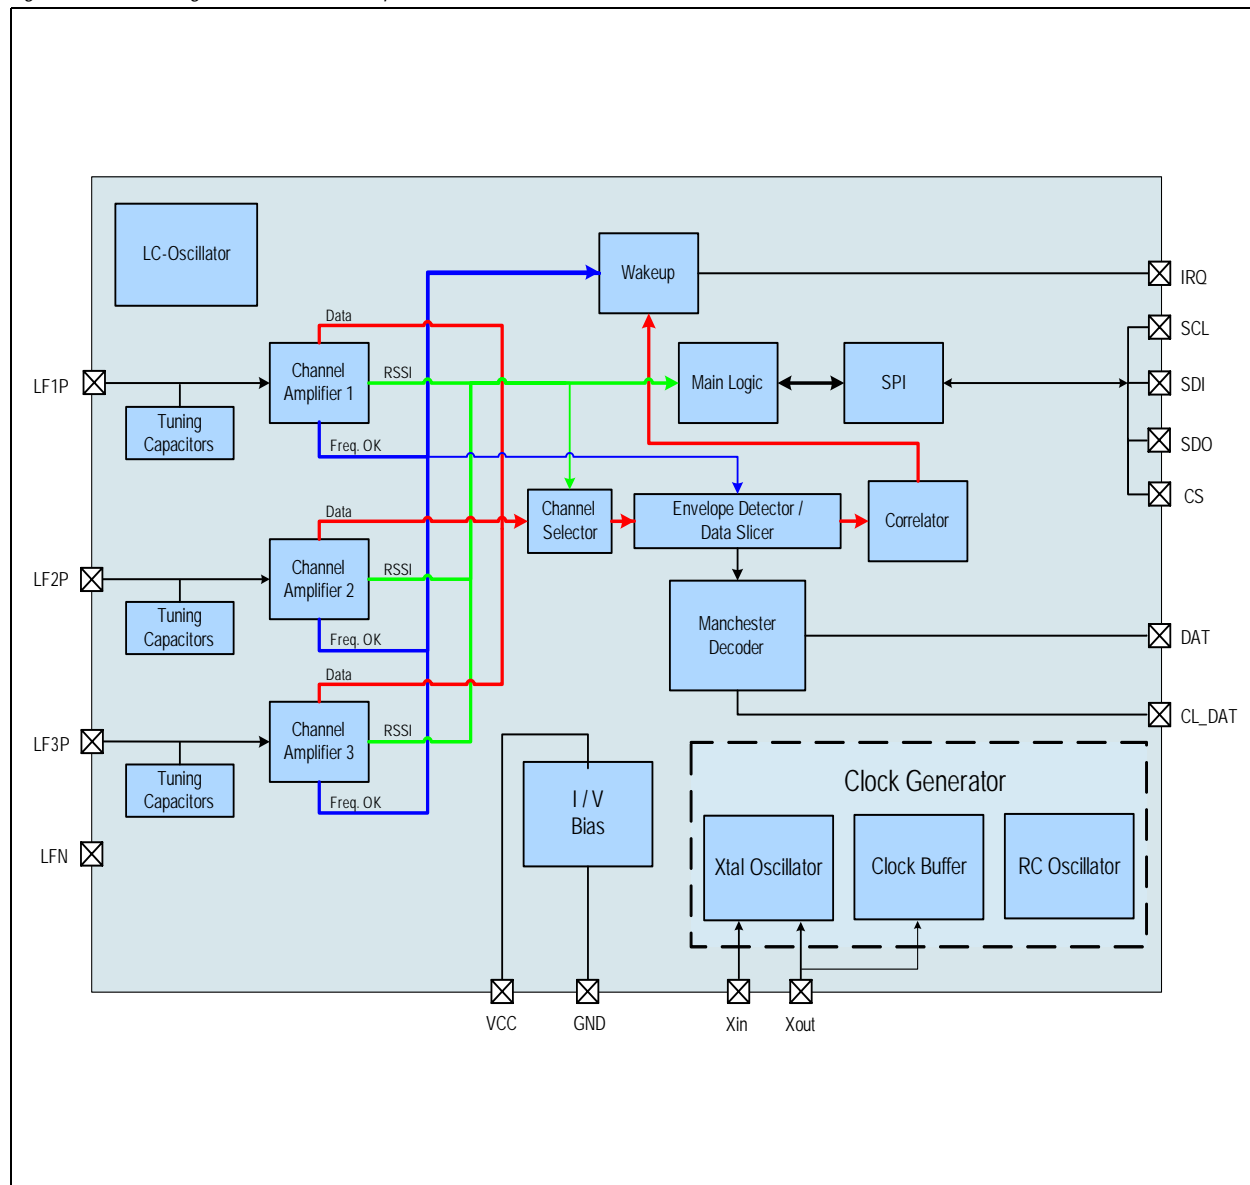 LC-Oscillator
Wakeup
IRQ
SCL
Data
Channel
Amplifier 1
RSSI
Main Logic
SPI
LF1P
SDI
Tuning
Capacitors
Freq. OK
SDO
CS
Data
Channel
Selector
Envelope Detector /
Data Slicer
Correlator
Channel
Amplifier 2
RSSI
LF2P
Tuning
Capacitors
Freq. OK
Manchester
Decoder
DAT
Data
CL_DAT
Channel
Amplifier 3
RSSI
LF3P
Tuning
Capacitors
Freq. OK
I / V
Bias
Clock Generator
LFN
Xtal Oscillator
Clock Buffer
RC Oscillator
VCC
GND
Xin
Xout